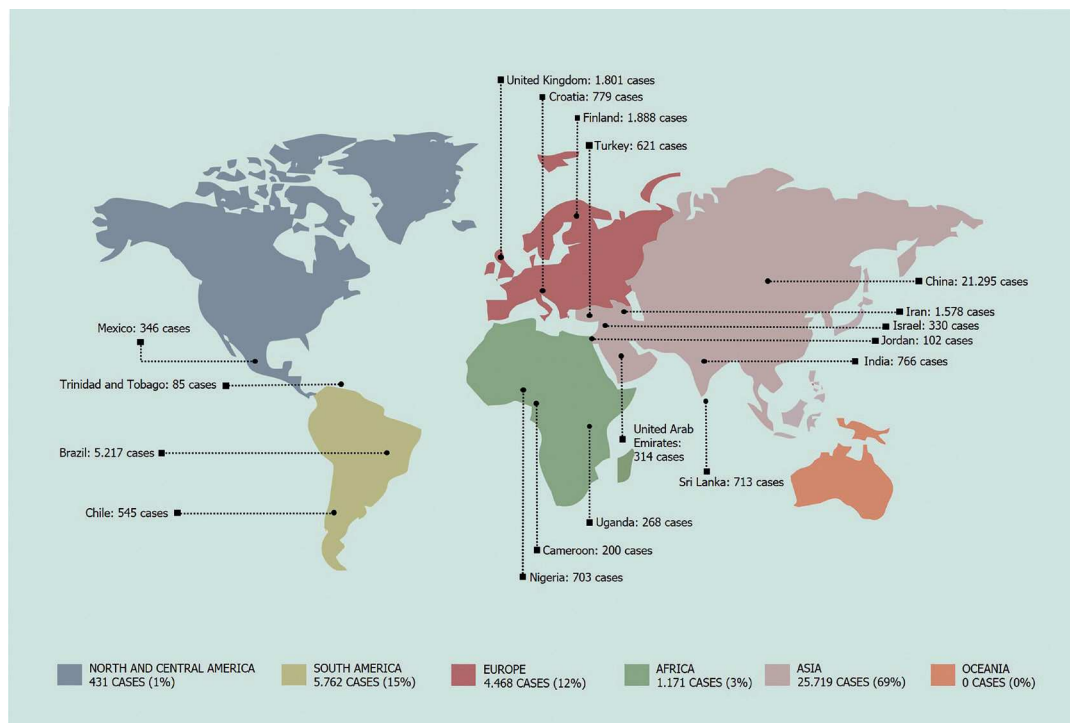 United Kingdom: 1.801 cases
Croatia: 779 cases
Finland: 1.888 cases
Turkey: 621 cases
China: 21.295 cases
Iran: 1.578 cases
Israel: 330 cases
Jordan: 102 cases
India: 766 cases
Mexico: 346 cases
Trinidad and Tobago: 85 cases
Brazil: 5.217 cases
Chile: 545 cases
United Arab
Emirates:
314 cases
Sri Lanka: 713 cases
Uganda: 268 cases
Cameroon: 200 cases
Nigeria: 703 cases
NORTH AND CENTRAL AMERICA
431 CASES (1%)
SOUTH AMERICA
5.762 CASES (15%)
EUROPE
4.468 CASES (12%)
AFRICA
1.171 CASES (3%)
ASIA
25.719 CASES (69%)
OCEANIA
0 CASES (0%)